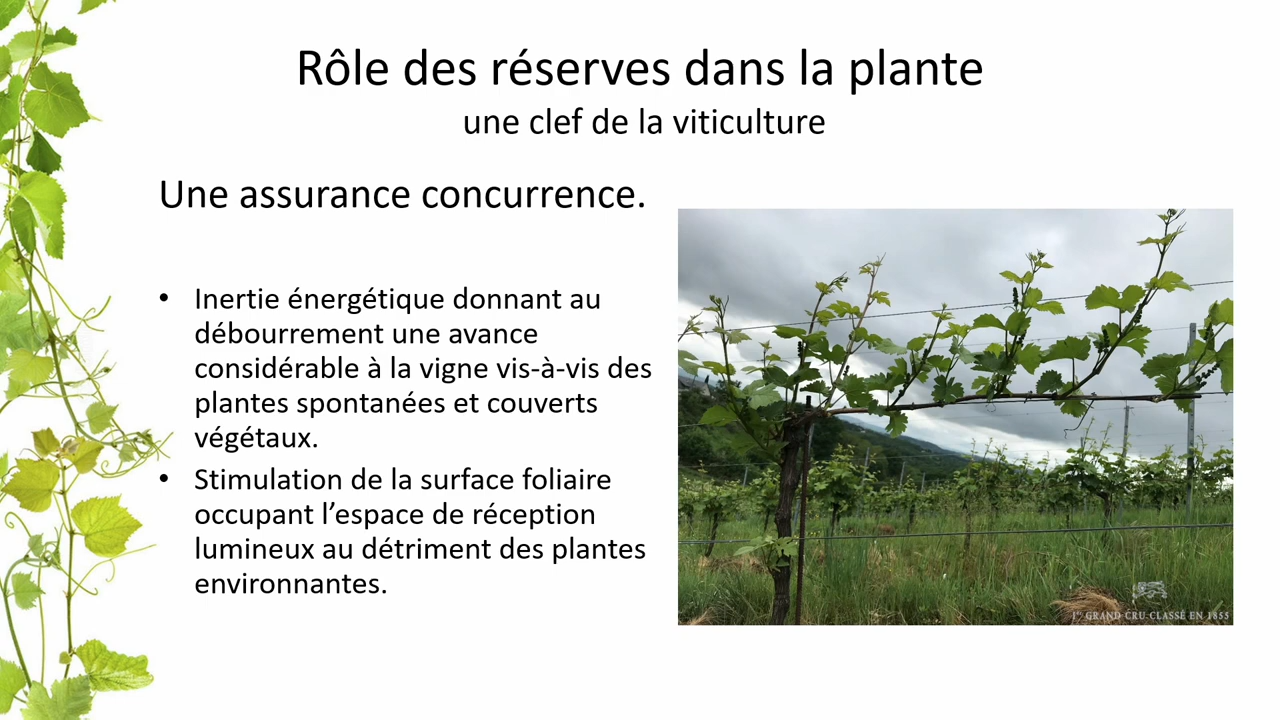 Rôle des réserves dans la plante
une clef de la viticulture
Une assurance concurrence.
• Inertie énergétique donnant au
débourrement une avance
considérable à la vigne vis-à-vis des
plantes spontanées et couverts
végétaux.
• Stimulation de la surface foliaire
occupant l’espace de réception
lumineux au détriment des plantes
environnantes.
1er GRAND CRU CLASSÉ EN 1855